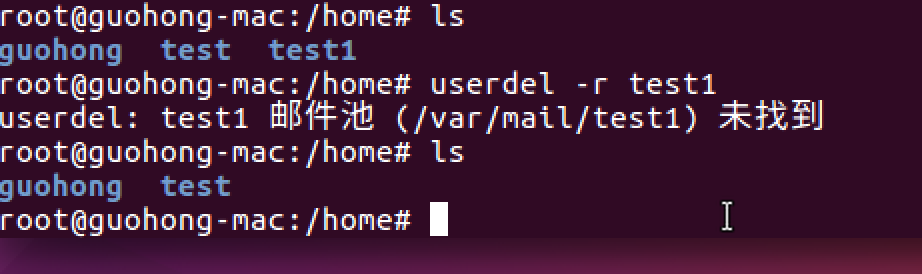 root@guohong-mac:/home# ls
guohong  test  test1
root@guohong-mac:/home# userdel -r test1
userdel: test1 邮件池 (/var/mail/test1) 未找到
root@guohong-mac:/home# ls
guohong  test
root@guohong-mac:/home#